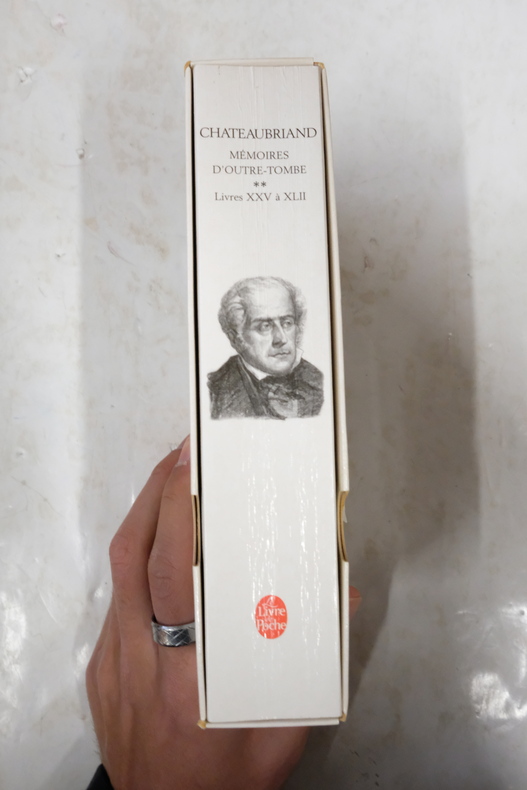 CHATEAUBRIAND
MÉMOIRES
D'OUTRE-TOMBE
**
Livres XXV à XLII
Le
Livre
de
Poche